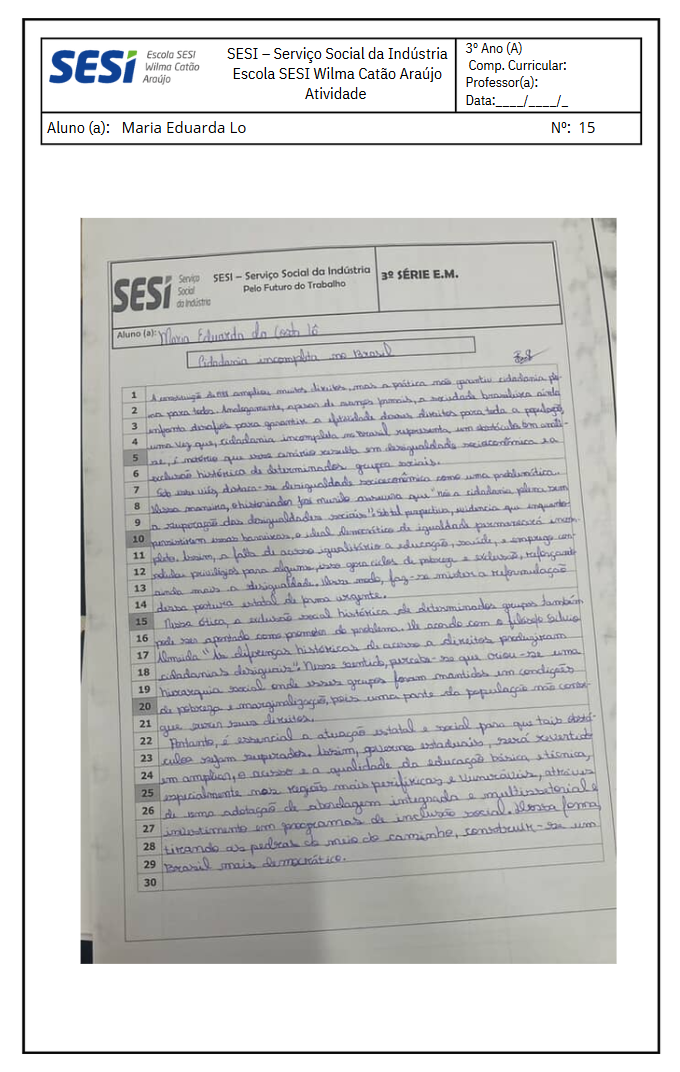 SESI
Escola SESI
Wilma Catão
Araújo
SESI – Serviço Social da Indústria
Escola SESI Wilma Catão Araújo
Atividade
3º Ano (A)
Comp. Curricular:
Professor(a):
Data:____/____/_
Aluno (a): Maria Eduarda Lo Nº: 15
SESI
Serviço
Social
da Indústria
SESI – Serviço Social da Indústria
Pelo Futuro do Trabalho
3º SÉRIE E.M.
Aluno (a): Maria Eduarda da Costa Lô
Cidadania incompleta no Brasil
1 A constituição de 1988 ampliou muitos direitos, mas a prática não garantiu cidadania ple-
2 na para todos. Analogamente, apesar de avanços, a sociedade brasileira ainda
3 enfrenta desafios para garantir a efetividade desses direitos para toda a população,
4 uma vez que, cidadania incompleta no Brasil representa, um obstáculo. Em análi-
5 se, é notório que esse cenário resulta em desigualdade socioeconômica e a
6 exclusão histórica de determinados grupos sociais.
7 Sob esse viés, destaca-se desigualdade socioeconômica como uma problemática.
8 Dessa maneira, o historiador josé murilo assegura que "não a cidadania plena sem
9 a superação das desigualdades sociais". Sob tal perspectiva, evidencia que enquanto
10 persistirem essas barreiras, o ideal democrático de igualdade permanecerá incom-
11 pleto. Assim, a falta de acesso igualitário a educação, saúde, e emprego con-
12 solida privilégios para alguns, isso gera ciclos de pobreza e exclusão, reforçando
13 ainda mais a desigualdade. Desse modo, faz-se mister a reformulação
14 dessa postura estatal de forma urgente.
15 Nessa ótica, a exclusão social histórica de determinados grupos também
16 pode ser apontado como promotor do problema. De acordo com o filósofo Silvio
17 Almeida "As diferenças históricas de acesso a direitos produziram
18 cidadanias desiguais". Nesse sentido, percebe-se que criou-se uma
19 hierarquia social onde esses grupos foram mantidos em condições
20 de pobreza e marginalização, pois uma parte da população não conse-
21 gue seus direitos.
22 Portanto, é essencial a atuação estatal e social para que tais obstá-
23 culos sejam superados. Assim, governos estaduais, será revertido
24 em ampliar, o acesso e a qualidade da educação básica e técnica,
25 especialmente nas região mais periféricas e vuneráveis, através
26 de uma adotação de abordagem integrada e multissetorial e
27 investimento em programas de inclusão social. Dessa forma,
28 tirando as pedras do meio do caminho, construir-se um
29 Brasil mais democrático.
30